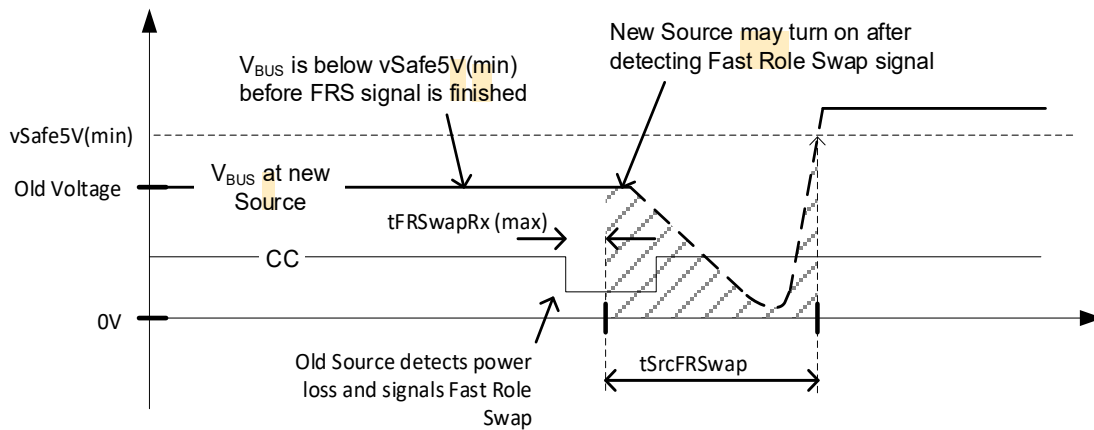 V_BUS is below vSafe5V(min)
before FRS signal is finished
New Source may turn on after
detecting Fast Role Swap signal
vSafe5V(min)
Old Voltage
V_BUS at new
Source
tFRSwapRx (max)
CC
0V
Old Source detects power
loss and signals Fast Role
Swap
tSrcFRSwap